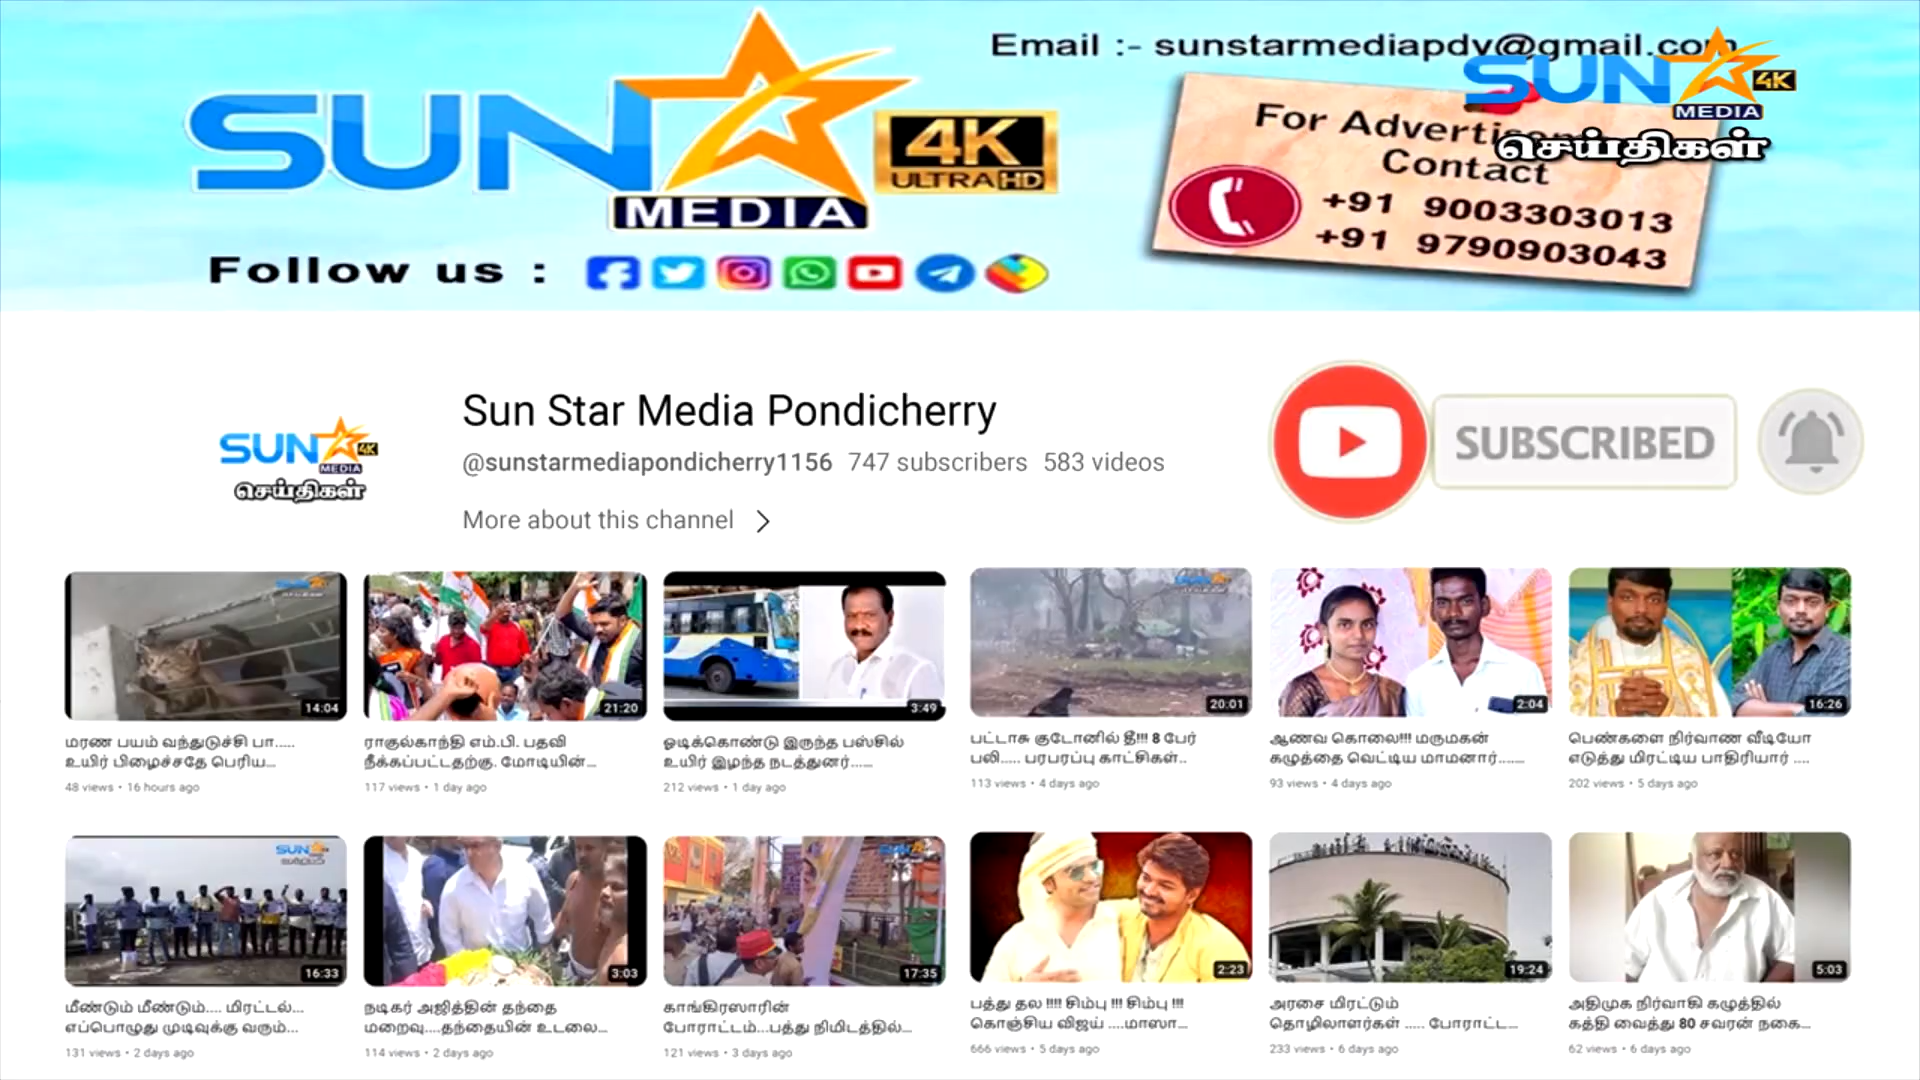 Email :- sunstarmediapdy@gmail.com
SUN
MEDIA
4K
ULTRA HD
SUN 4K
MEDIA
செய்திகள்
For
Contact
+91 9003303013
+91 9790903043
Follow us :
Sun Star Media Pondicherry
@sunstarmediapondicherry1156 747 subscribers 583 videos
More about this channel
SUN 4K
MEDIA
செய்திகள்
SUBSCRIBED
14:04
21:20
3:49
20:01
2:04
16:26
மரண பயம் வந்துடுச்சி பா.....
உயிர் பிழைச்சதே பெரிய...
48 views • 16 hours ago
ராகுல்காந்தி எம்.பி. பதவி
நீக்கப்பட்டதற்கு. மோடியின்...
117 views • 1 day ago
ஓடிக்கொண்டு இருந்த பஸ்சில்
உயிர் இழந்த நடத்துனர்......
212 views • 1 day ago
பட்டாசு குடோனில் தீ!!! 8 பேர்
பலி..... பரபரப்பு காட்சிகள்..
113 views • 4 days ago
ஆணவ கொலை!!! மருமகன்
கழுத்தை வெட்டிய மாமனார்.......
93 views • 4 days ago
பெண்களை நிர்வாண வீடியோ
எடுத்து மிரட்டிய பாதிரியார் ....
202 views • 5 days ago
SUN
16:33
3:03
17:35
2:23
19:24
5:03
மீண்டும் மீண்டும்.... மிரட்டல்...
எப்பொழுது முடிவுக்கு வரும்...
131 views • 2 days ago
நடிகர் அஜித்தின் தந்தை
மறைவு....தந்தையின் உடலை...
114 views • 2 days ago
காங்கிரஸாரின்
போராட்டம்...பத்து நிமிடத்தில்...
121 views • 3 days ago
பத்து தல !!!! சிம்பு !!! சிம்பு !!!!
கொஞ்சிய விஜய் ....மாஸா...
666 views • 5 days ago
அரசை மிரட்டும்
தொழிலாளர்கள் ..... போராட்ட...
233 views • 6 days ago
அதிமுக நிர்வாகி கழுத்தில்
கத்தி வைத்து 80 சவரன் நகை...
62 views • 6 days ago